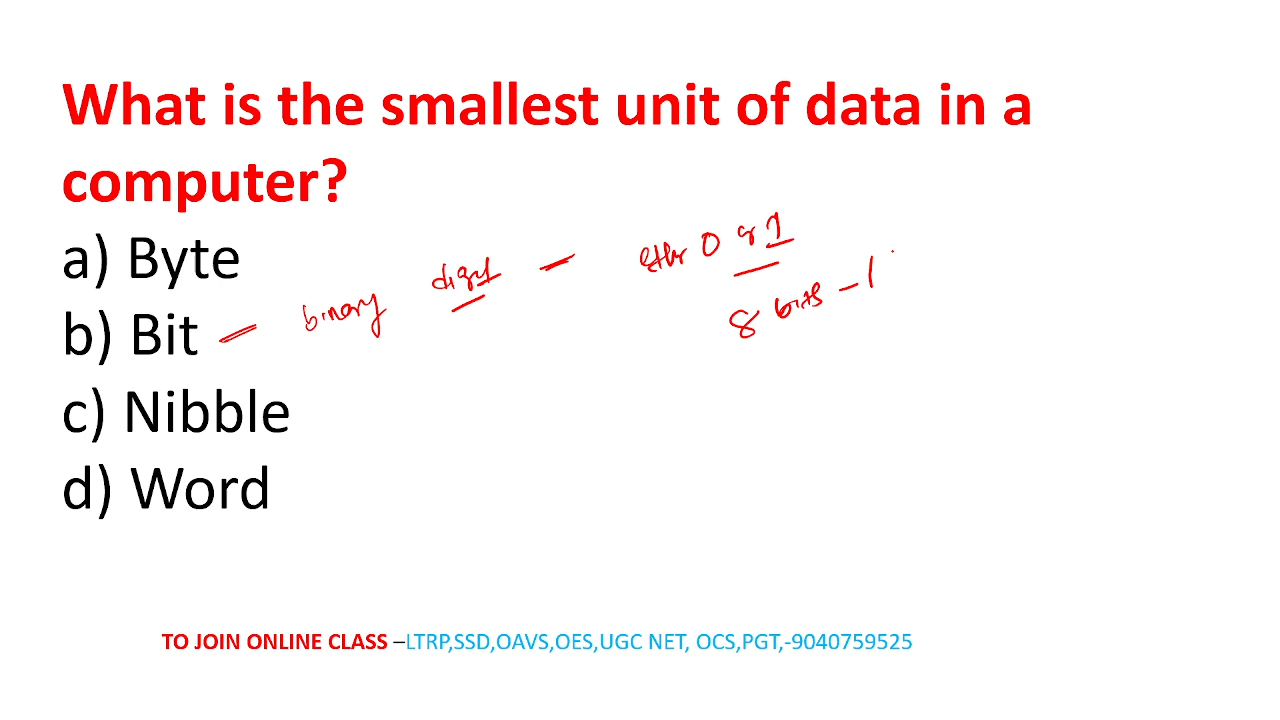 What is the smallest unit of data in a
computer?
a) Byte
b) Bit
binary digit – either 0 or 1
8 bits – 1
c) Nibble
d) Word
TO JOIN ONLINE CLASS –LTRP,SSD,OAVS,OES,UGC NET, OCS,PGT,-9040759525